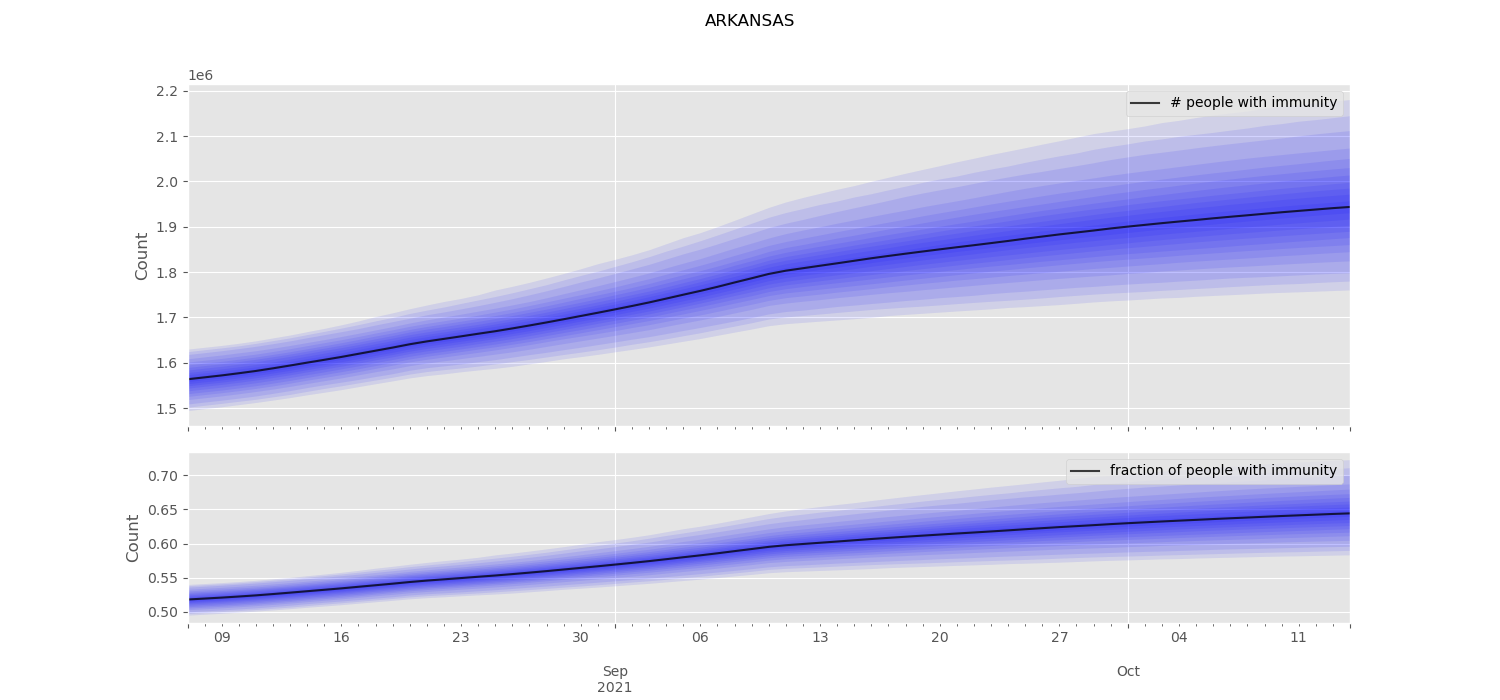 ARKANSAS
1e6
# people with immunity
2.2
2.1
2.0
1.9
1.8
1.7
1.6
1.5
Count
fraction of people with immunity
0.70
0.65
0.60
0.55
0.50
Count
09 16 23 30 06 13 20 27 04 11
Sep Oct
2021